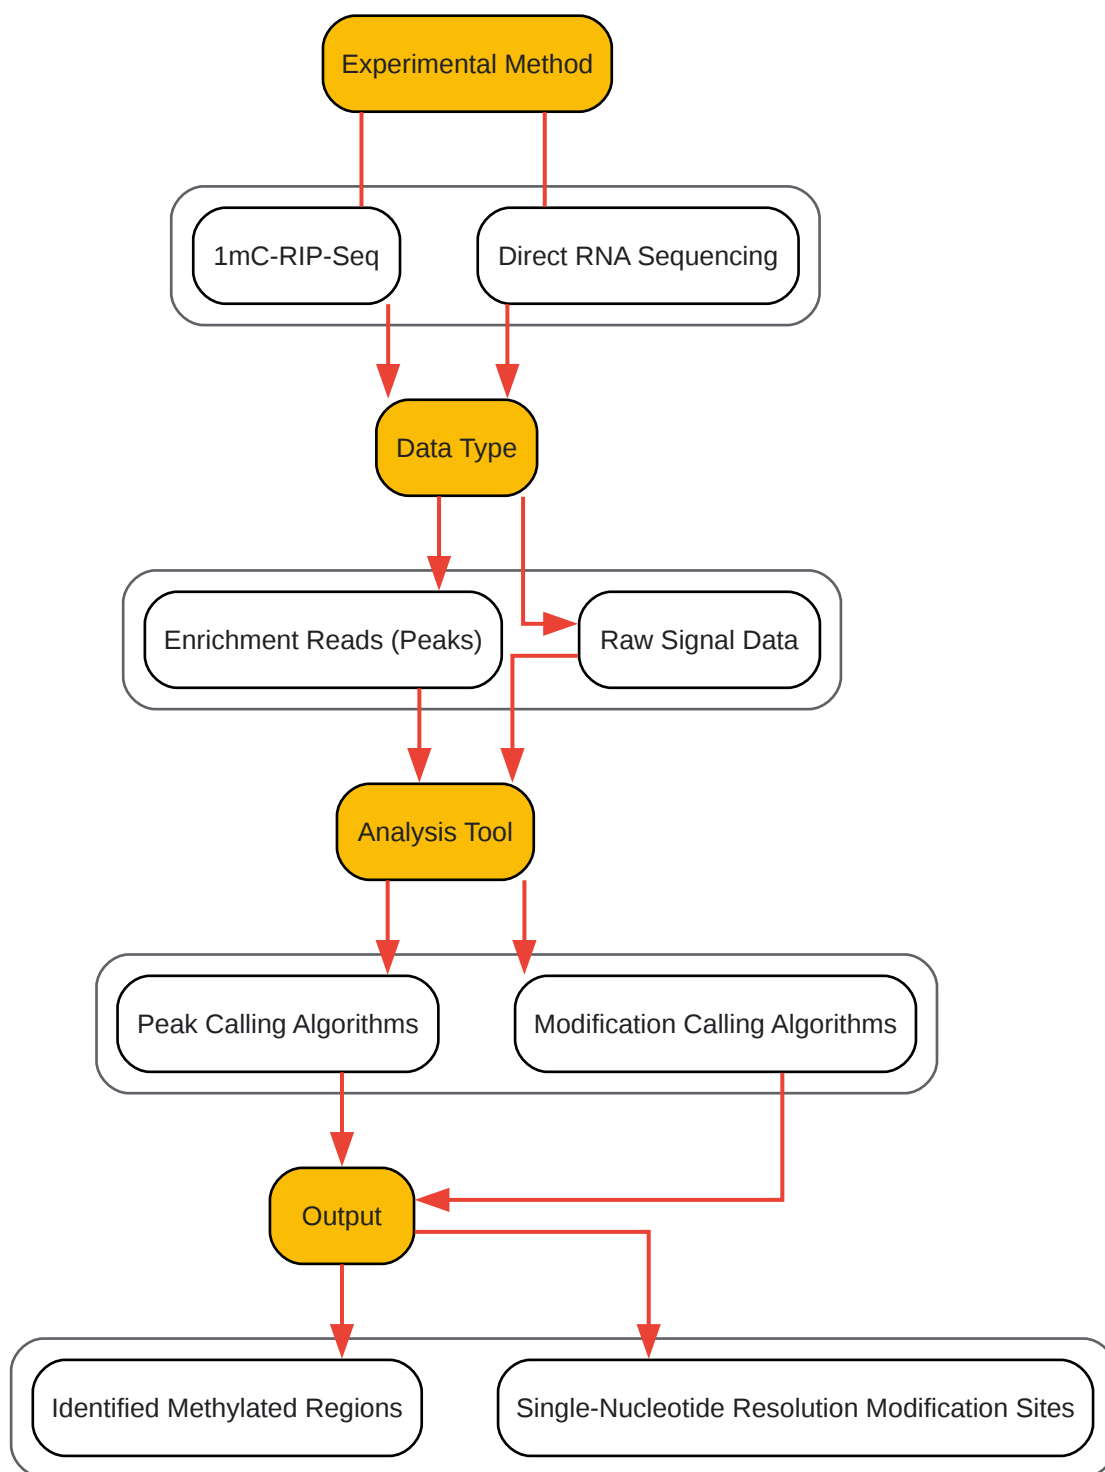 Experimental Method
1mC-RIP-Seq
Direct RNA Sequencing
Data Type
Enrichment Reads (Peaks)
Raw Signal Data
Analysis Tool
Peak Calling Algorithms
Modification Calling Algorithms
Output
Identified Methylated Regions
Single-Nucleotide Resolution Modification Sites